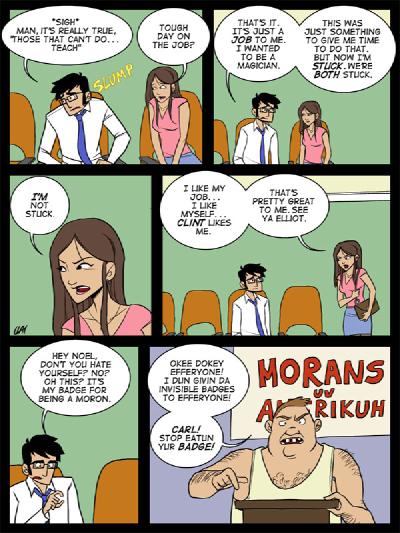 *SIGH*
MAN, IT'S REALLY TRUE,
"THOSE THAT CAN'T DO...
TEACH"
SLUMP
TOUGH
DAY ON
THE JOB?
THAT'S IT.
IT'S JUST A
JOB TO ME.
I WANTED
TO BE A
MAGICIAN.
THIS WAS
JUST SOMETHING
TO GIVE ME TIME
TO DO THAT.
BUT NOW I'M
STUCK. WE'RE
BOTH STUCK.
I'M
NOT
STUCK.
CLAY
I LIKE MY
JOB...
I LIKE
MYSELF...
CLINT LIKES
ME.
THAT'S
PRETTY GREAT
TO ME. SEE
YA ELLIOT.
HEY NOEL,
DON'T YOU HATE
YOURSELF? NO?
OH THIS? IT'S
MY BADGE FOR
BEING A MORON.
OKEE DOKEY
EFFERYONE!
I DUN GIVIN DA
INVISIBLE BADGES
TO EFFERYONE!
CARL!
STOP EATUN
YUR BADGE!
MORANS
UV